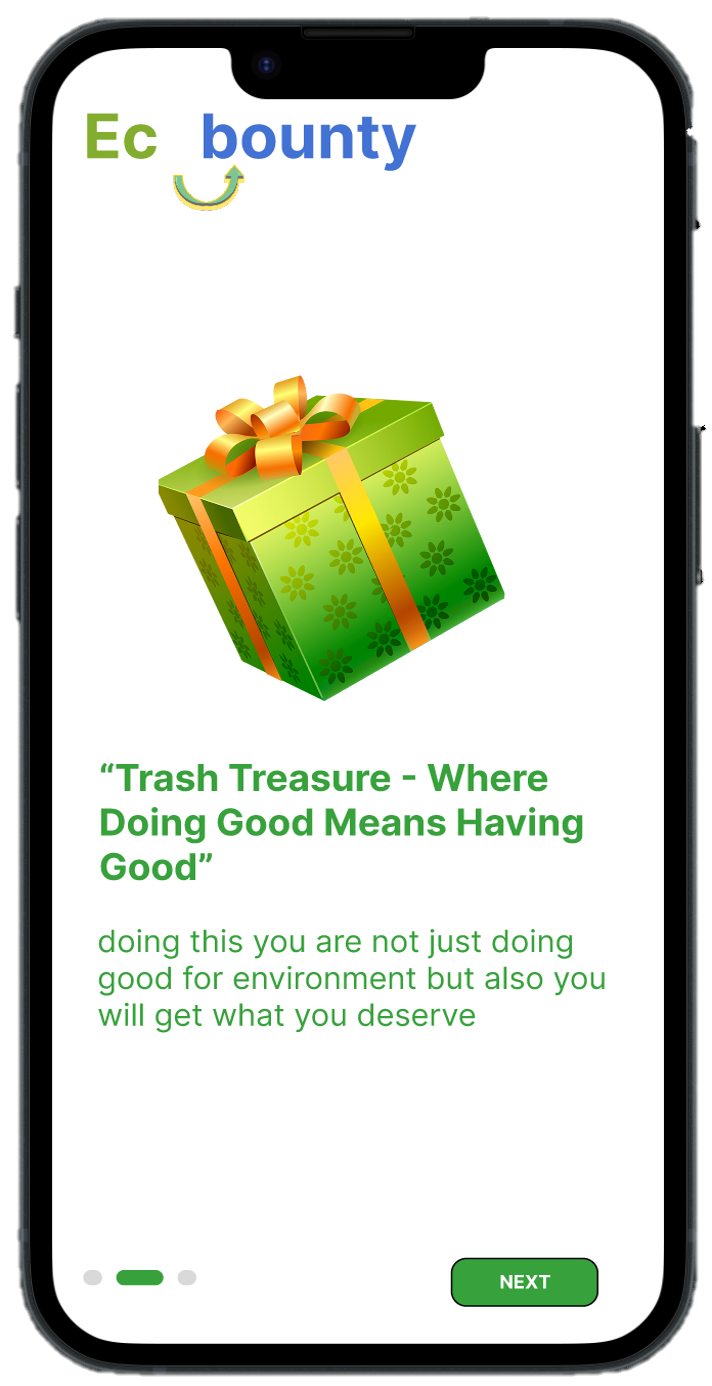 Ec bounty
“Trash Treasure - Where
Doing Good Means Having
Good”
doing this you are not just doing
good for environment but also you
will get what you deserve
NEXT